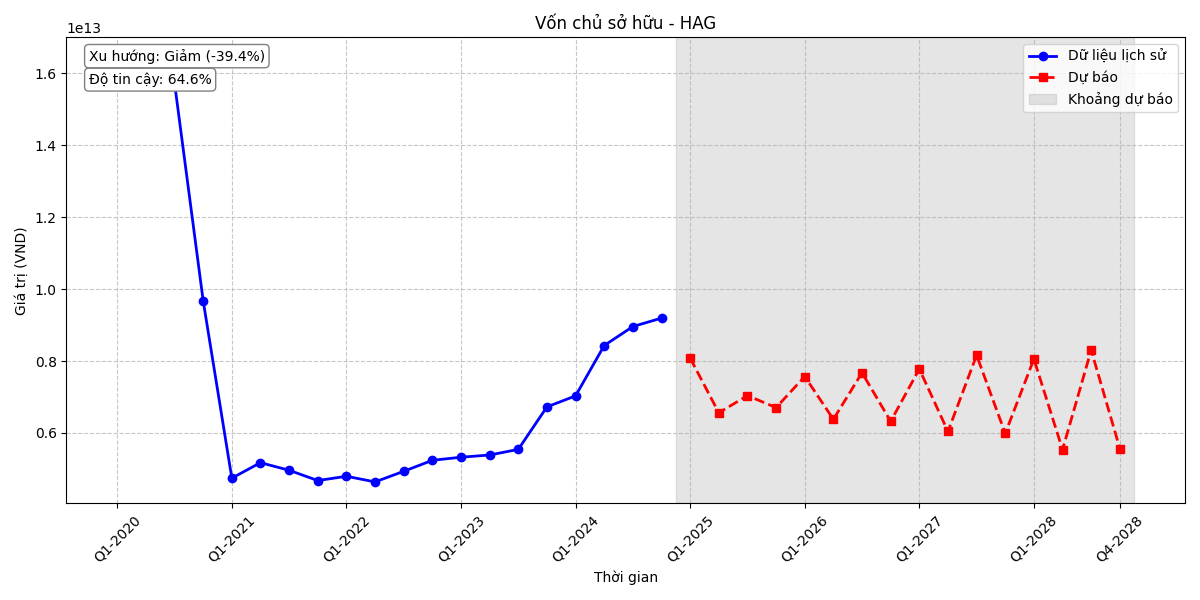 Vốn chủ sở hữu - HAG
1e13
Xu hướng: Giảm (-39.4%)
Độ tin cậy: 64.6%
Dữ liệu lịch sử
Dự báo
Khoảng dự báo
Giá trị (VND)
1.6
1.4
1.2
1.0
0.8
0.6
Q1-2020
Q1-2021
Q1-2022
Q1-2023
Q1-2024
Q1-2025
Q1-2026
Q1-2027
Q1-2028
Q4-2028
Thời gian